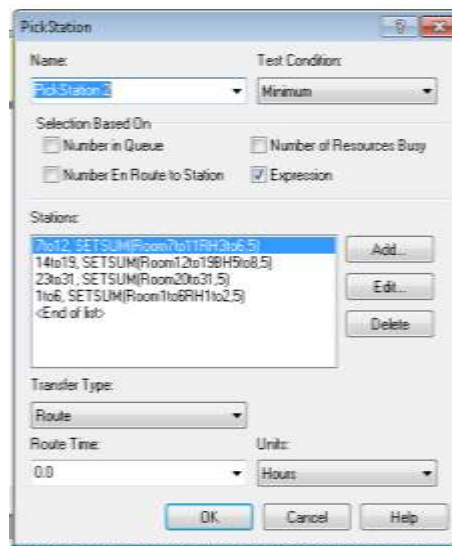 PickStation
Name:
Test Condition:
PickStation 2
Minimum
Selection Based On
Number in Queue
Number of Resources Busy
Number En Route to Station
Expression
Stations:
7to12, SETSUM(Room7to11RH3to6,5)
14to19, SETSUM(Room12to19BH5to8,5)
23to31, SETSUM(Room20to31,5)
1to6, SETSUM(Room1to6RH1to2,5)
<End of list>
Add...
Edit...
Delete
Transfer Type:
Route
Route Time:
Units:
0.0
Hours
OK
Cancel
Help